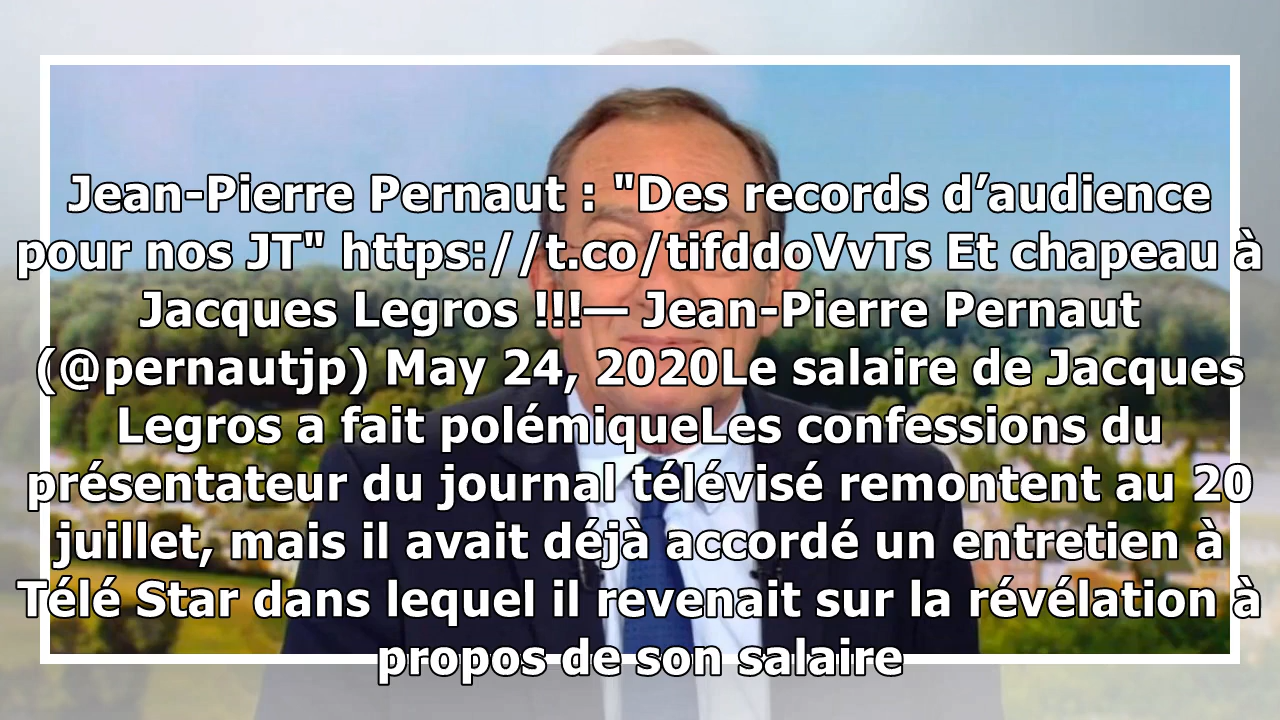 Jean-Pierre Pernaut : "Des records d’audience
pour nos JT" https://t.co/tifddoVvTs Et chapeau à
Jacques Legros !!!— Jean-Pierre Pernaut
(@pernautjp) May 24, 2020Le salaire de Jacques
Legros a fait polémiqueLes confessions du
présentateur du journal télévisé remontent au 20
juillet, mais il avait déjà accordé un entretien à
Télé Star dans lequel il revenait sur la révélation à
propos de son salaire